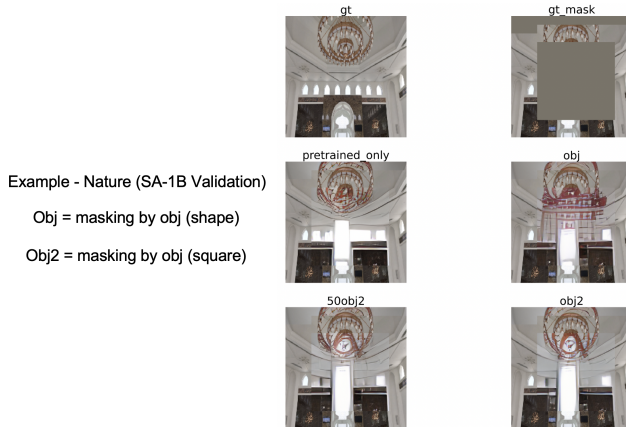 gt
gt_mask
pretrained_only
obj
Example - Nature (SA-1B Validation)
Obj = masking by obj (shape)
Obj2 = masking by obj (square)
50obj2
obj2